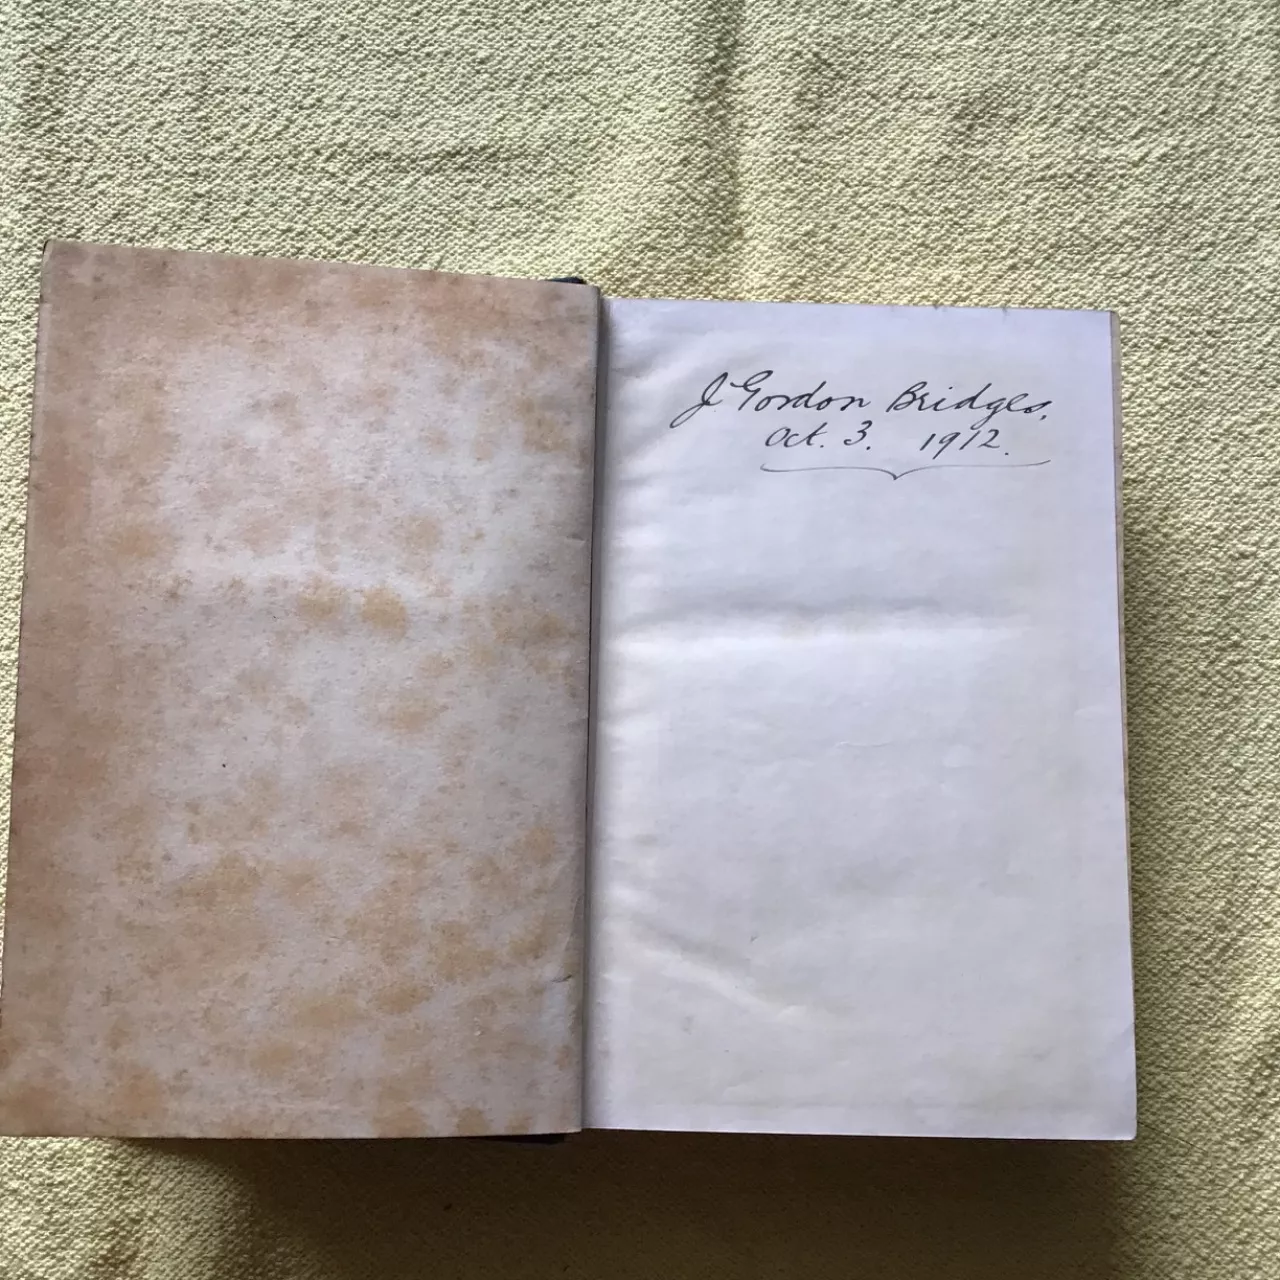 J. Gordon Bridges.
Oct. 3. 1912.